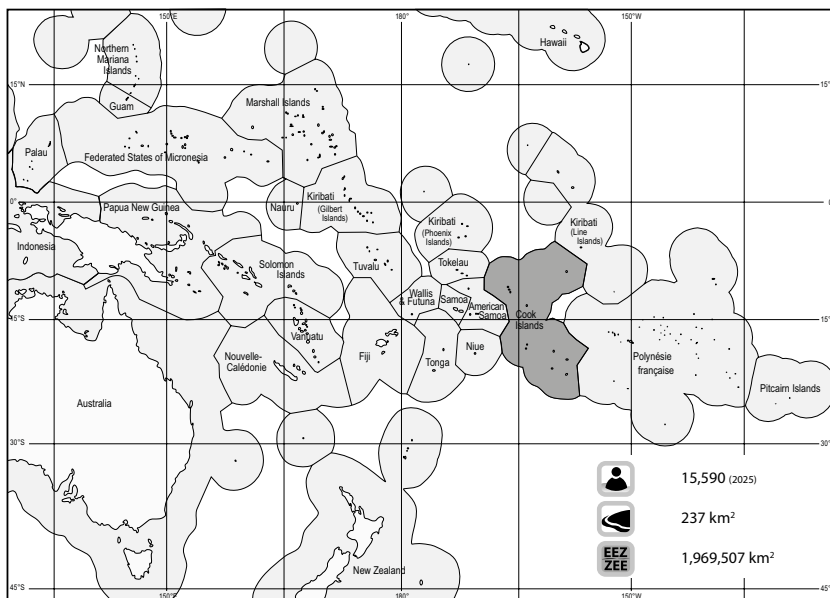 150°E
180°
150°W
Hawaii
Northern
Mariana
Islands
15°N
15°N
Guam
Marshall Islands
Palau
Federated States of Micronesia
0°
0°
Papua New Guinea
Nauru
Kiribati
(Gilbert
Islands)
Kiribati
(Phoenix
Islands)
Kiribati
(Line
Islands)
Indonesia
Solomon
Islands
Tuvalu
Tokelau
Wallis
& Futuna
Samoa
American
Samoa
Cook
Islands
15°S
15°S
Vanuatu
Nouvelle-
Calédonie
Fiji
Tonga
Niue
Polynésie
française
Pitcairn Islands
Australia
30°S
30°S
15,590 (2025)
237 km²
EEZ
ZEE
1,969,507 km²
New Zealand
45°S
45°S
150°E
180°
150°W